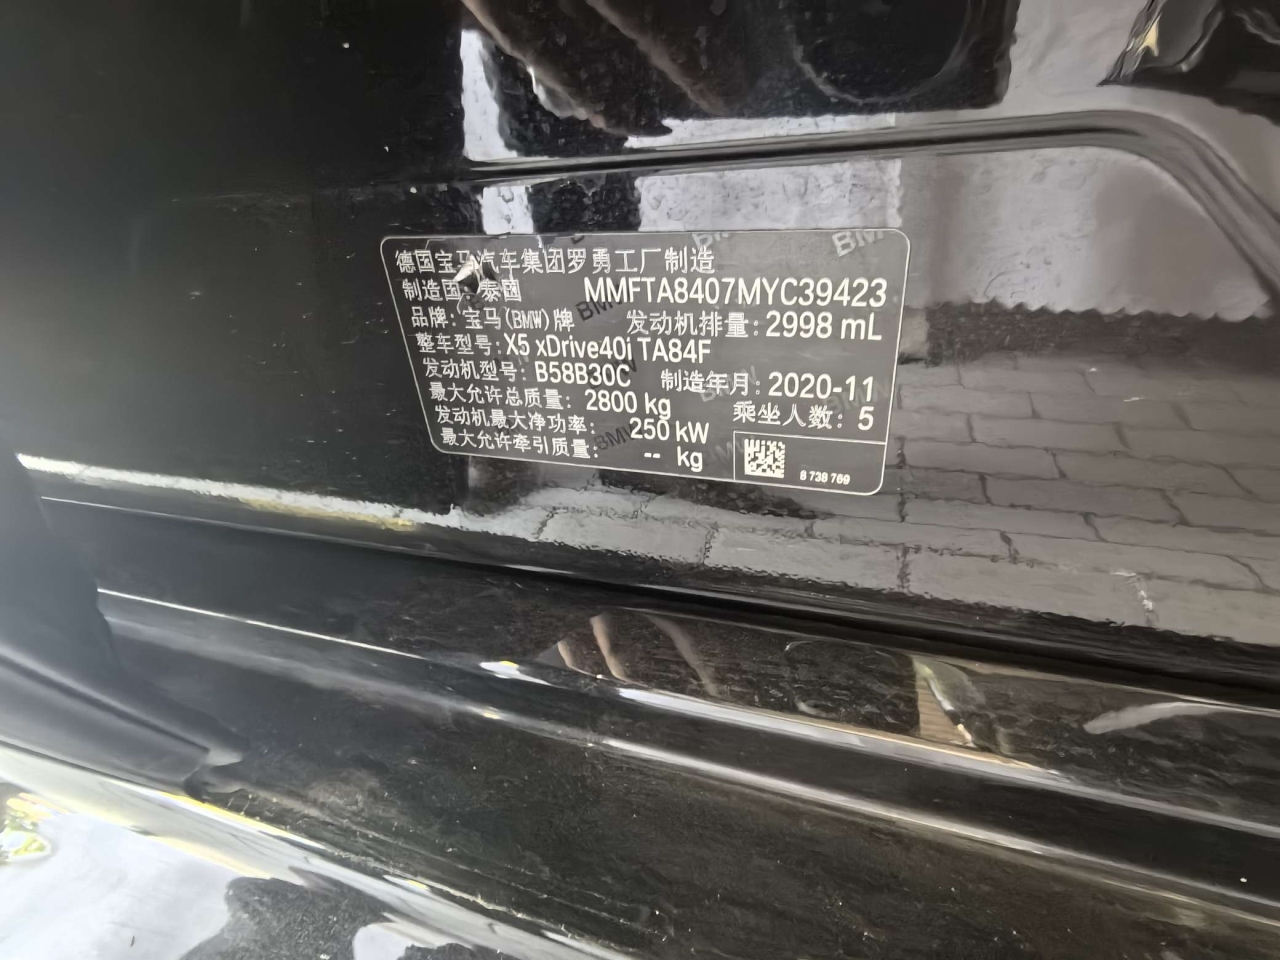 德国宝马汽车集团罗勇工厂制造
制造国: 泰国 MMFTA8407MYC39423
品牌: 宝马(BMW)牌 发动机排量: 2998 mL
整车型号: X5 xDrive40i TA84F
发动机型号: B58B30C 制造年月: 2020-11
最大允许总质量: 2800 kg 乘坐人数: 5
发动机最大净功率: 250 kW
最大允许牵引质量: -- kg
8 738 769